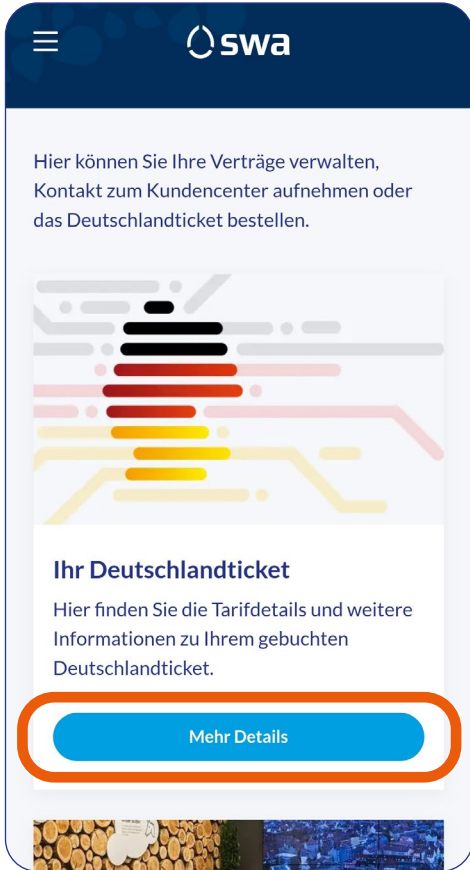 swa
Hier können Sie Ihre Verträge verwalten,
Kontakt zum Kundencenter aufnehmen oder
das Deutschlandticket bestellen.
Ihr Deutschlandticket
Hier finden Sie die Tarifdetails und weitere
Informationen zu Ihrem gebuchten
Deutschlandticket.
Mehr Details